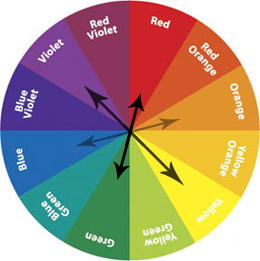 Red
Red
Orange
Orange
Yellow
Orange
Yellow
Yellow
Green
Green
Blue
Green
Blue
Blue
Violet
Violet
Red
Violet